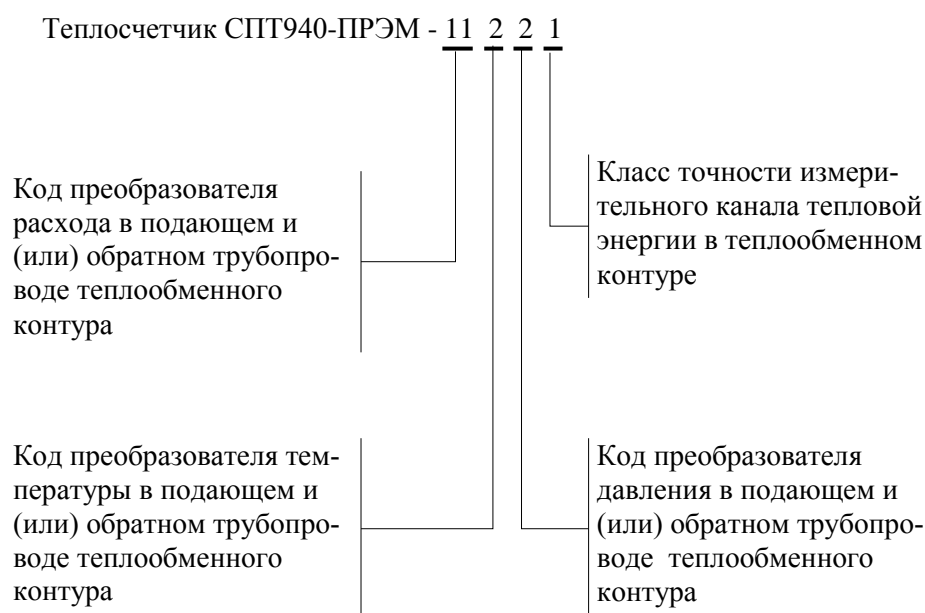 Теплосчетчик СПТ940-ПРЭМ - 11 2 2 1
Код преобразователя
расхода в подающем и
(или) обратном трубопро-
воде теплообменного
контура
Класс точности измери-
тельного канала тепловой
энергии в теплообменном
контуре
Код преобразователя тем-
пературы в подающем и
(или) обратном трубопро-
воде теплообменного
контура
Код преобразователя
давления в подающем и
(или) обратном трубопро-
воде теплообменного
контура